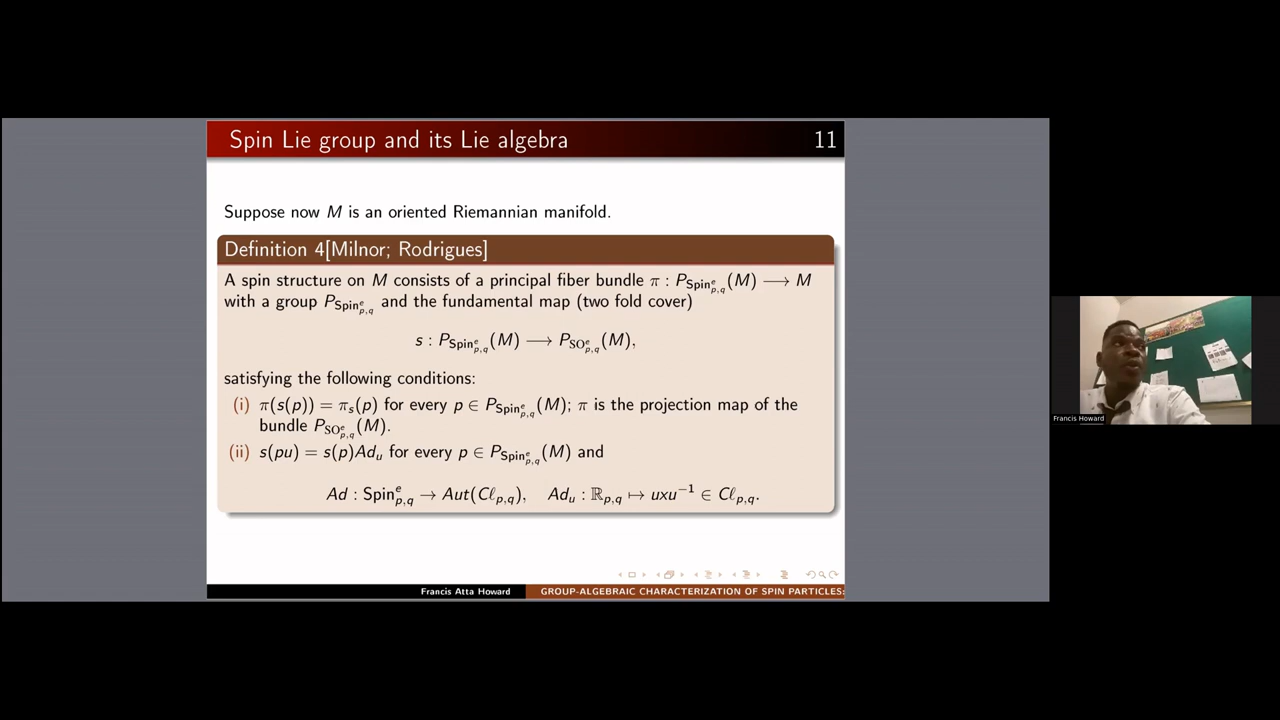 Spin Lie group and its Lie algebra 11
Suppose now M is an oriented Riemannian manifold.
Definition 4[Milnor; Rodrigues]
A spin structure on M consists of a principal fiber bundle π : P_{Spin^e_{p,q}}(M) ⟶ M
with a group P_{Spin^e_{p,q}} and the fundamental map (two fold cover)
s : P_{Spin^e_{p,q}}(M) ⟶ P_{SO^e_{p,q}}(M),
satisfying the following conditions:
(i) π(s(p)) = π_s(p) for every p ∈ P_{Spin^e_{p,q}}(M); π is the projection map of the
bundle P_{SO^e_{p,q}}(M).
(ii) s(pu) = s(p)Ad_u for every p ∈ P_{Spin^e_{p,q}}(M) and
Ad : Spin^e_{p,q} → Aut(Cℓ_{p,q}), Ad_u : ℝ_{p,q} ↦ uxu^{-1} ∈ Cℓ_{p,q}.
Francis Atta Howard GROUP-ALGEBRAIC CHARACTERIZATION OF SPIN PARTICLES:
Francis Howard